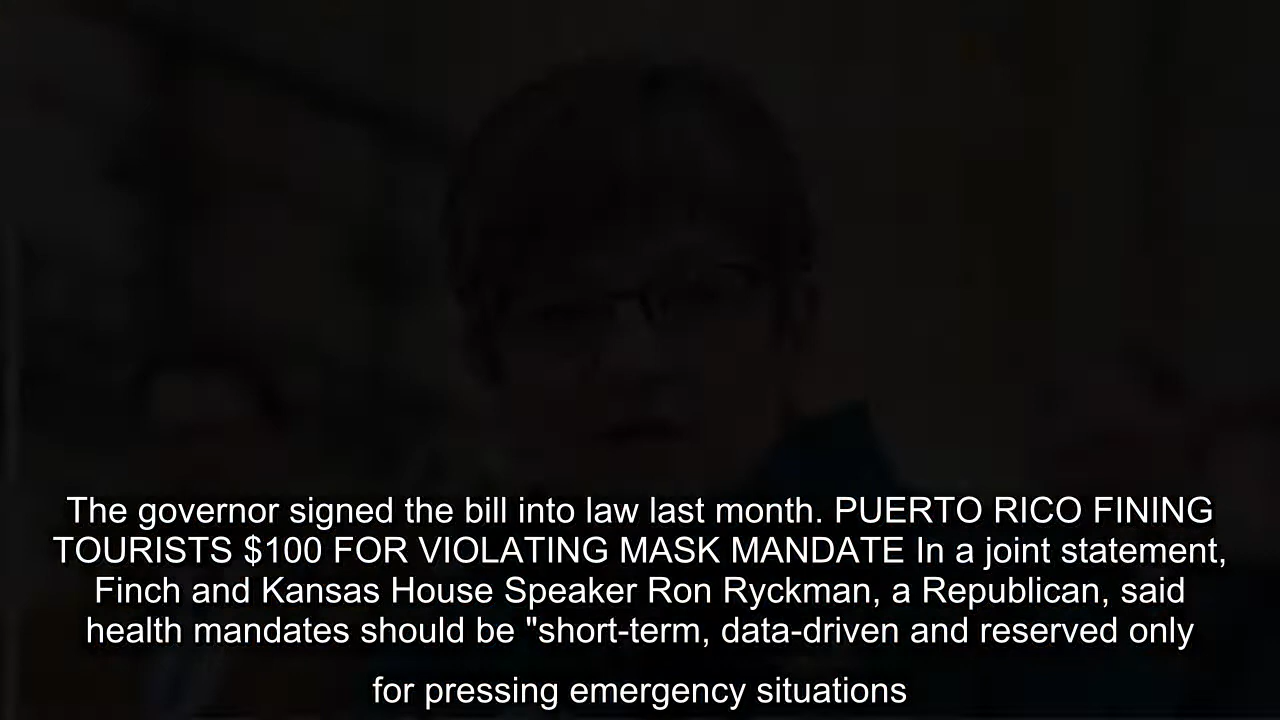 The governor signed the bill into law last month. PUERTO RICO FINING
TOURISTS $100 FOR VIOLATING MASK MANDATE In a joint statement,
Finch and Kansas House Speaker Ron Ryckman, a Republican, said
health mandates should be "short-term, data-driven and reserved only
for pressing emergency situations